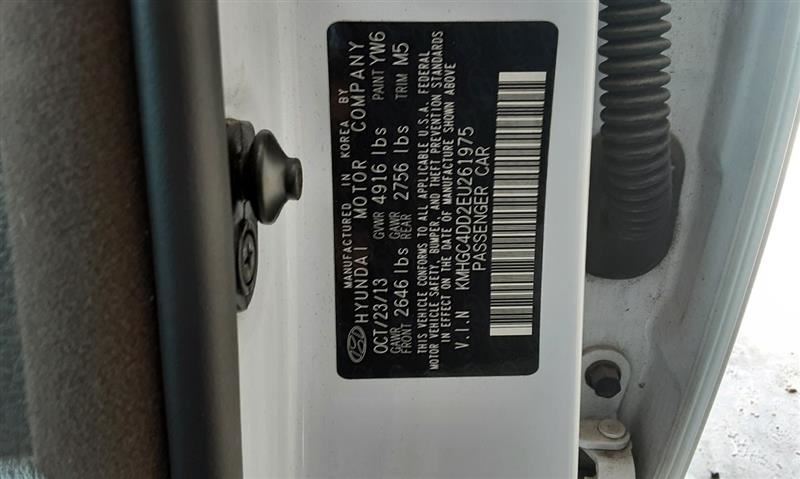 MANUFACTURED IN KOREA BY
HYUNDAI MOTOR COMPANY
OCT/23/13 GVWR 4916 lbs PAINT YW6
GAWR FRONT 2646 lbs GAWR REAR 2756 lbs TRIM M5
THIS VEHICLE CONFORMS TO ALL APPLICABLE U.S.A. FEDERAL
MOTOR VEHICLE SAFETY, BUMPER, AND THEFT PREVENTION STANDARDS
IN EFFECT ON THE DATE OF MANUFACTURE SHOWN ABOVE
V.I.N KMHGC4DD2EU261975
PASSENGER CAR